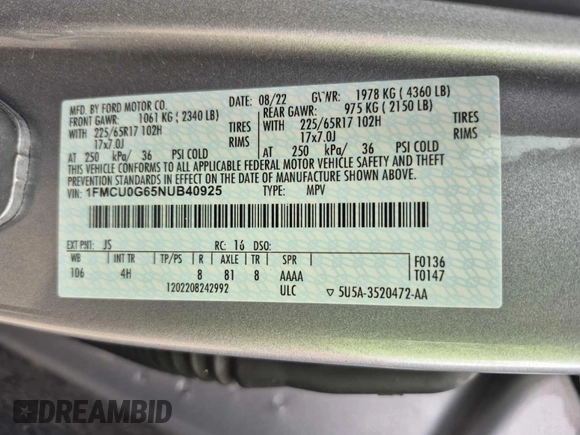 MFD. BY FORD MOTOR CO. DATE: 08/22 GVWR: 1978 KG ( 4360 LB)
FRONT GAWR: 1061 KG ( 2340 LB) REAR GAWR: 975 KG ( 2150 LB)
WITH 225/65R17 102H TIRES WITH 225/65R17 102H TIRES
17x7.0J RIMS 17x7.0J RIMS
AT 250 kPa/ 36 PSI COLD AT 250 kPa/ 36 PSI COLD
THIS VEHICLE CONFORMS TO ALL APPLICABLE FEDERAL MOTOR VEHICLE SAFETY AND THEFT
PREVENTION STANDARDS IN EFFECT ON THE DATE OF MANUFACTURE SHOWN ABOVE.
VIN: 1FMCU0G65NUB40925 TYPE: MPV
EXT PNT: JS RC: 16 DSO:
WB INT TR TP/PS R AXLE TR SPR F0136
106 4H 8 81 8 AAAA T0147
1202208242992 ULC ▽ 5U5A-3520472-AA
DREAMBID